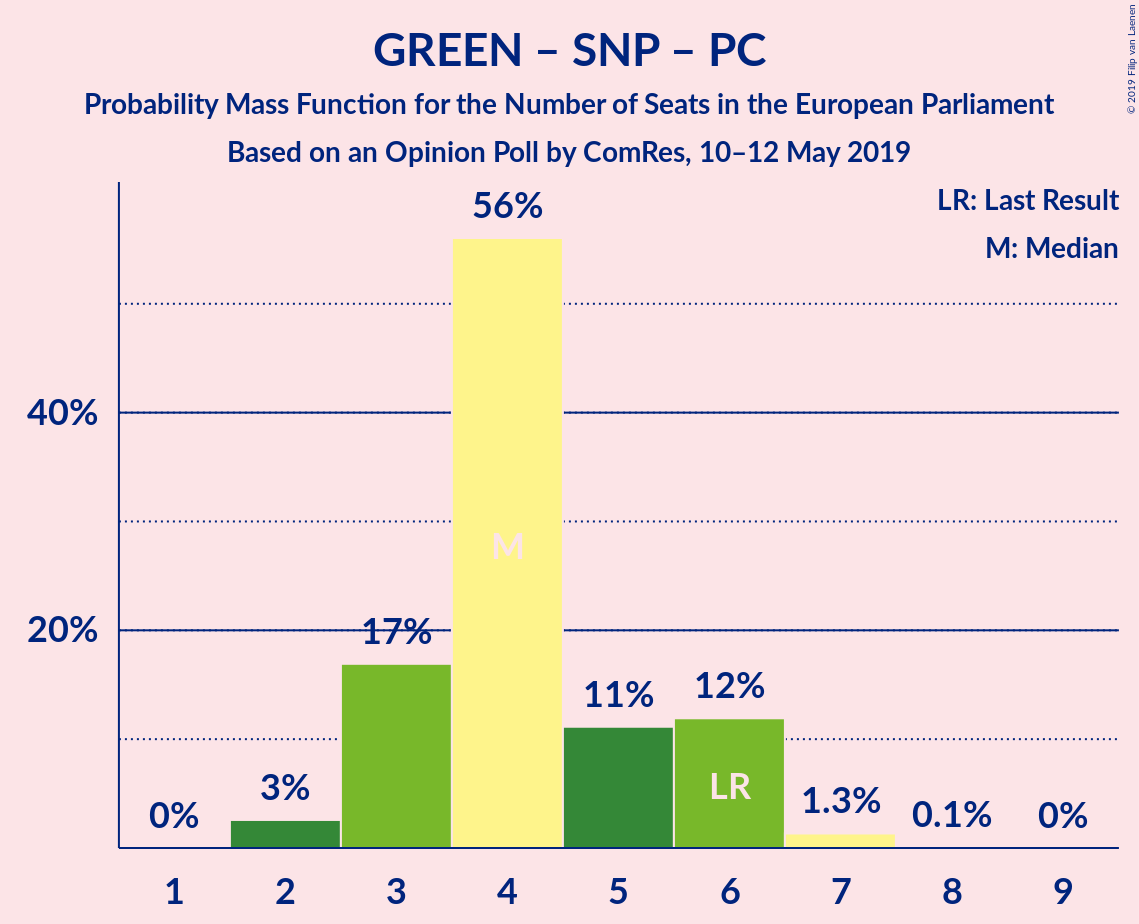 GREEN – SNP – PC
Probability Mass Function for the Number of Seats in the European Parliament
Based on an Opinion Poll by ComRes, 10–12 May 2019
© 2019 Filip van Laenen
LR: Last Result
M: Median
56%
40%
M
20%
17%
11%
12%
LR
0%
3%
1.3%
0.1%
0%
1 2 3 4 5 6 7 8 9